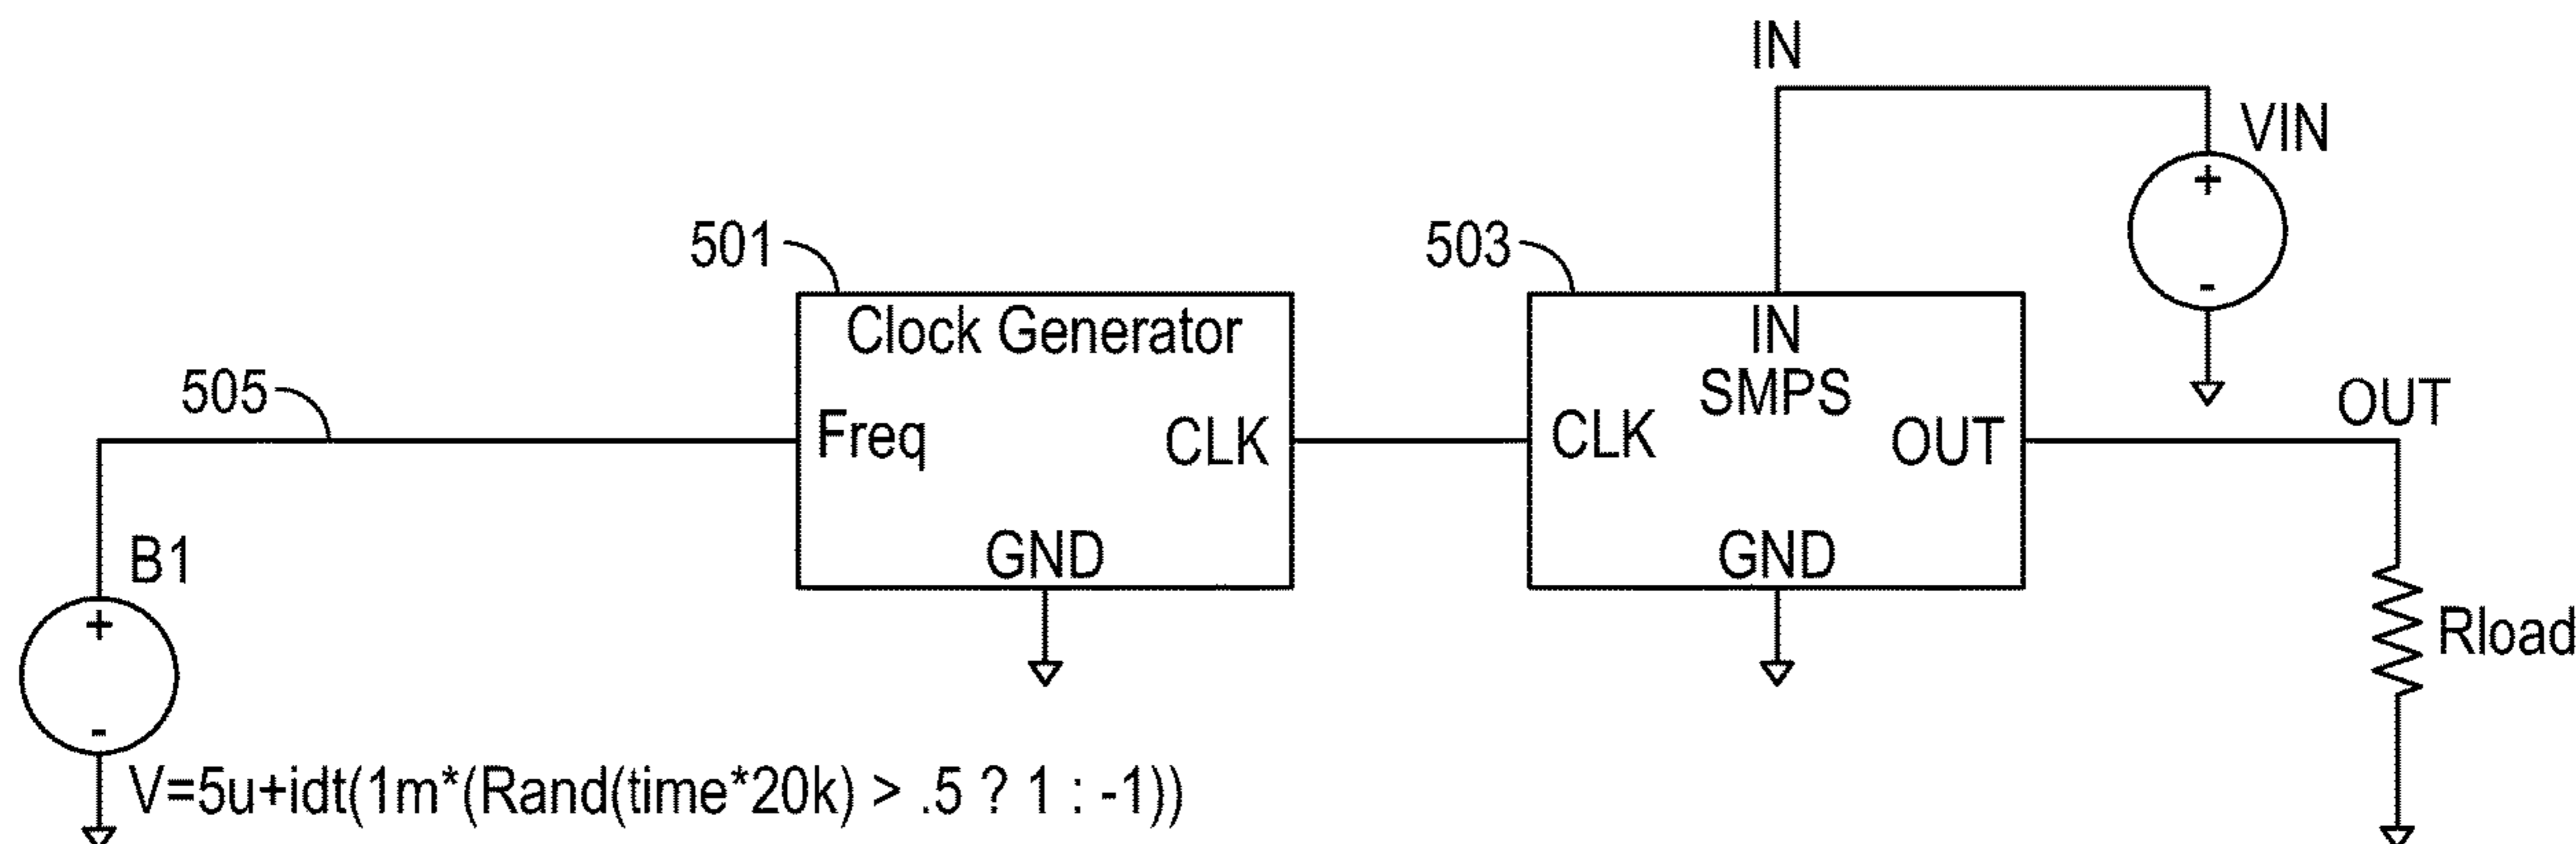 IN
VIN
+
-
501
503
Clock Generator
IN
SMPS
505
OUT
Freq
CLK
CLK
OUT
GND
GND
B1
+
-
Rload
V=5u+idt(1m*(Rand(time*20k) > .5 ? 1 : -1))